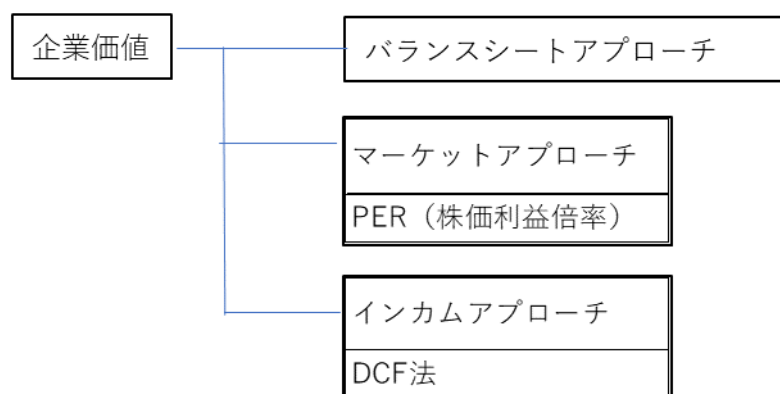 企業価値
バランスシートアプローチ
マーケットアプローチ
PER（株価利益倍率）
インカムアプローチ
DCF法